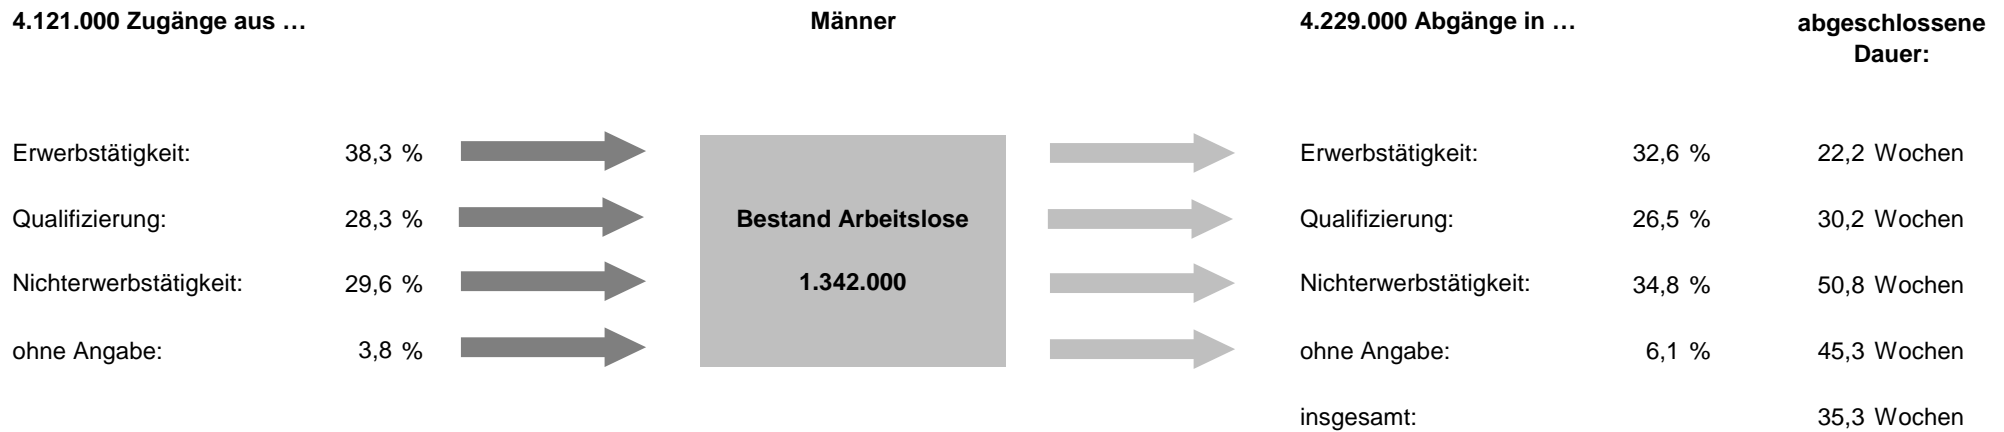 4.121.000 Zugänge aus … Männer 4.229.000 Abgänge in … abgeschlossene
Dauer:
Erwerbstätigkeit: 38,3 % Erwerbstätigkeit: 32,6 % 22,2 Wochen
Qualifizierung: 28,3 % Bestand Arbeitslose Qualifizierung: 26,5 % 30,2 Wochen
Nichterwerbstätigkeit: 29,6 % 1.342.000 Nichterwerbstätigkeit: 34,8 % 50,8 Wochen
ohne Angabe: 3,8 % ohne Angabe: 6,1 % 45,3 Wochen
insgesamt: 35,3 Wochen